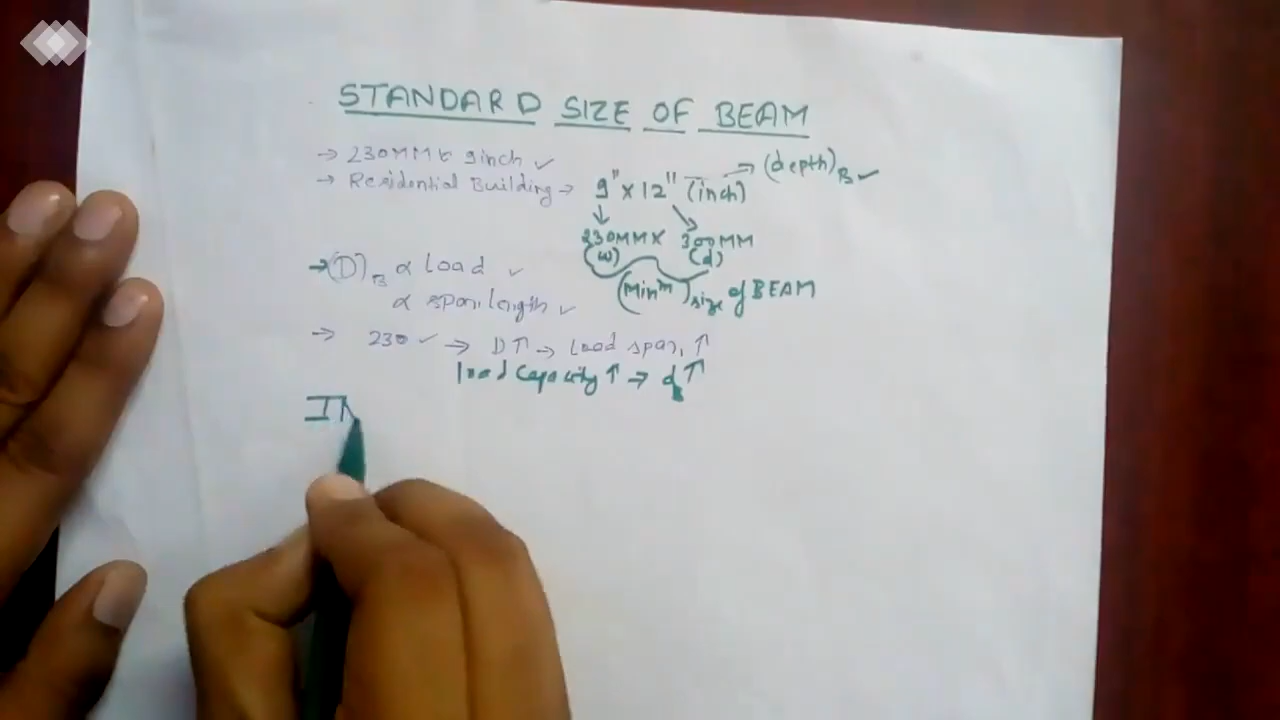 STANDARD SIZE OF BEAM
→ 230MM & 9inch ✓
→ Residential Building → 9" x 12" (inch) → (depth)B ✓
230MM x 300MM
(w) (d)
(Minm) size of BEAM
→ (D)B α load ✓
α span length ✓
→ 230 ✓ → D↑ → Load span ↑
load capacity ↑ → dB ↑
IN